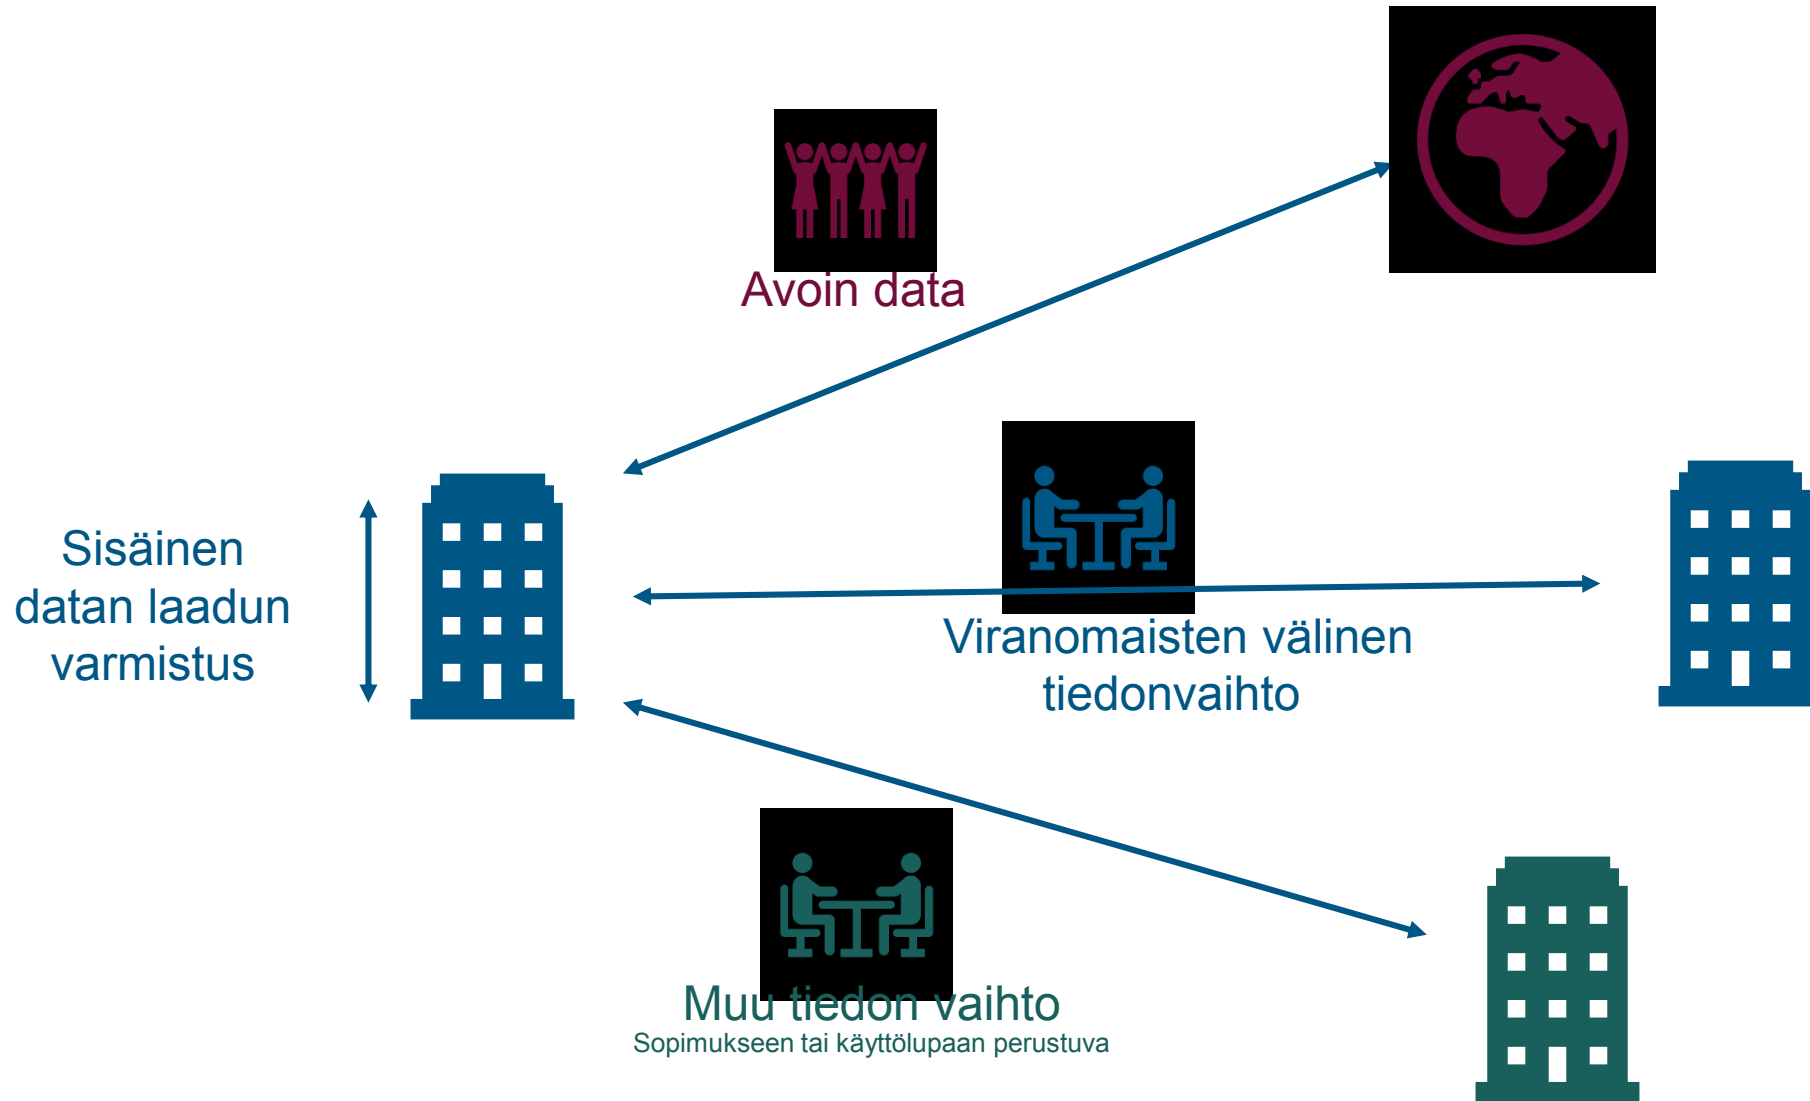 Avoin data
Sisäinen
datan laadun
varmistus
Viranomaisten välinen
tiedonvaihto
Muu tiedon vaihto
Sopimukseen tai käyttölupaan perustuva